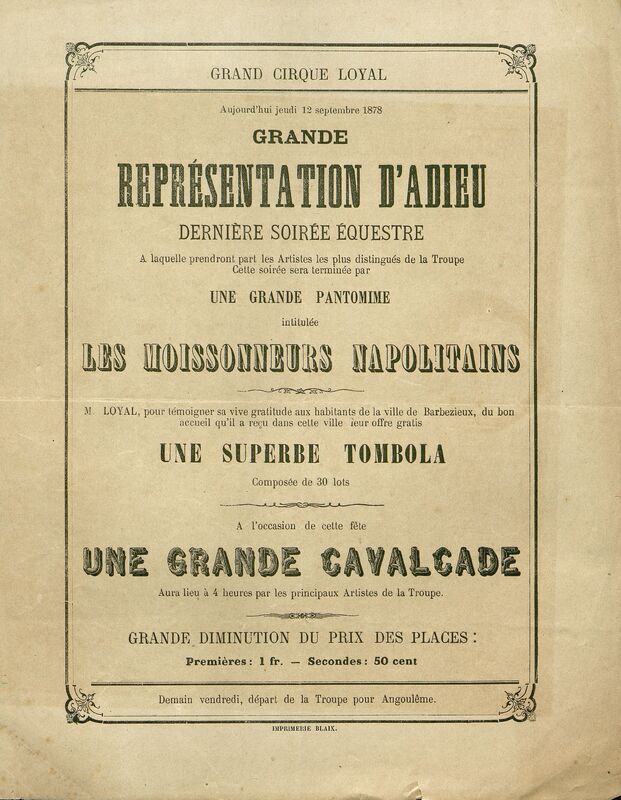 GRAND CIRQUE LOYAL
Aujourd'hui jeudi 12 septembre 1878
GRANDE
REPRÉSENTATION D'ADIEU
DERNIÈRE SOIRÉE ÉQUESTRE
A laquelle prendront part les Artistes les plus distingués de la Troupe
Cette soirée sera terminée par
UNE GRANDE PANTOMIME
intitulée
LES MOISSONNEURS NAPOLITAINS
M. LOYAL, pour témoigner sa vive gratitude aux habitants de la ville de Barbezieux, du bon
accueil qu'il a reçu dans cette ville leur offre gratis
UNE SUPERBE TOMBOLA
Composée de 30 lots
A l'occasion de cette fête
UNE GRANDE CAVALCADE
Aura lieu à 4 heures par les principaux Artistes de la Troupe.
GRANDE DIMINUTION DU PRIX DES PLACES :
Premières : 1 fr. — Secondes : 50 cent
Demain vendredi, départ de la Troupe pour Angoulême.
IMPRIMERIE BLAIX.